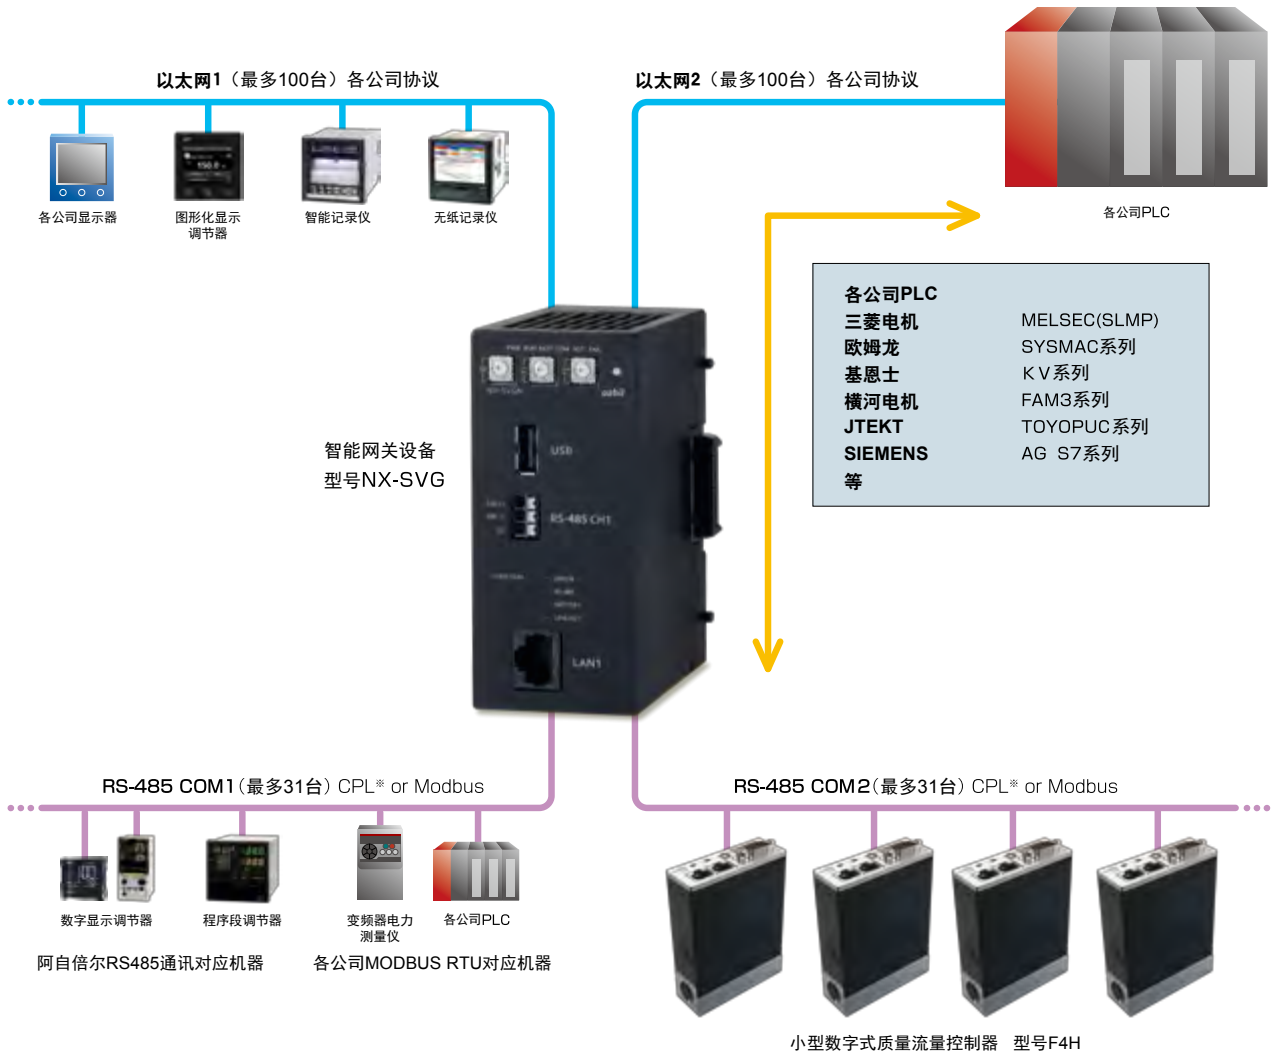 以太网1（最多100台）各公司协议
以太网2（最多100台）各公司协议
各公司显示器
图形化显示
调节器
智能记录仪
无纸记录仪
各公司PLC
各公司PLC
三菱电机 MELSEC(SLMP)
欧姆龙 SYSMAC系列
基恩士 KV系列
横河电机 FAM3系列
JTEKT TOYOPUC系列
SIEMENS AG S7系列
等
智能网关设备
型号NX-SVG
USB
RS-485 CH1
LAN1
RS-485 COM1（最多31台）CPL※ or Modbus
RS-485 COM2（最多31台）CPL※ or Modbus
数字显示调节器
程序段调节器
变频器电力
测量仪
各公司PLC
阿自倍尔RS485通讯对应机器
各公司MODBUS RTU对应机器
小型数字式质量流量控制器 型号F4H